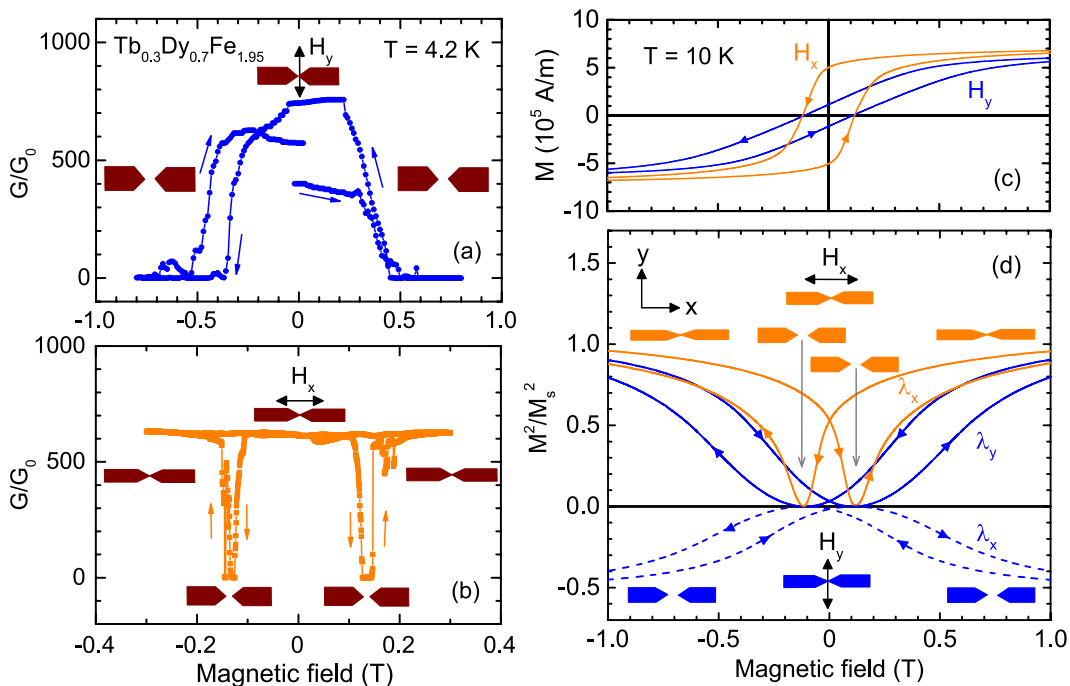 1000
Tb0.3Dy0.7Fe1.95
Hy
T = 4.2 K
500
G/G0
0
(a)
-1.0
-0.5
0
0.5
1.0
1000
Hx
500
G/G0
0
(b)
-0.4
-0.2
0
0.2
0.4
Magnetic field (T)
10
5
0
-5
-10
M (10^5 A/m)
T = 10 K
Hx
Hy
(c)
1.5
1.0
0.5
0.0
-0.5
M²/Ms²
y
x
Hx
(d)
λx
λy
λx
Hy
-1.0
-0.5
0
0.5
1.0
Magnetic field (T)